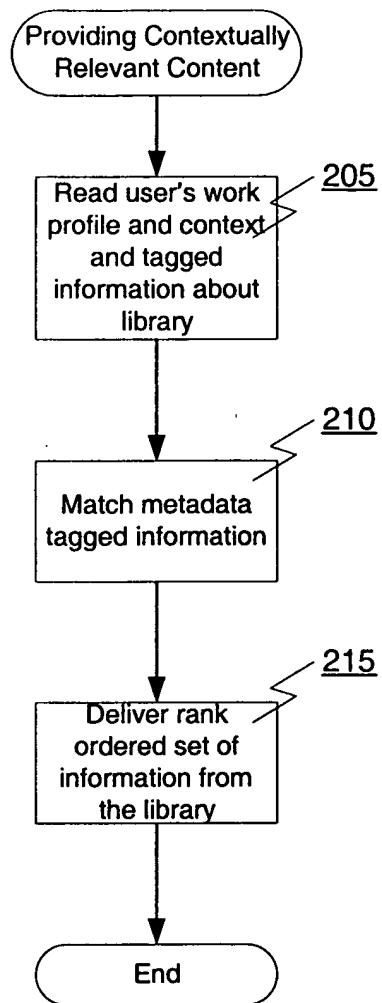 Providing Contextually
Relevant Content
205
Read user's work
profile and context
and tagged
information about
library
210
Match metadata
tagged information
215
Deliver rank
ordered set of
information from
the library
End